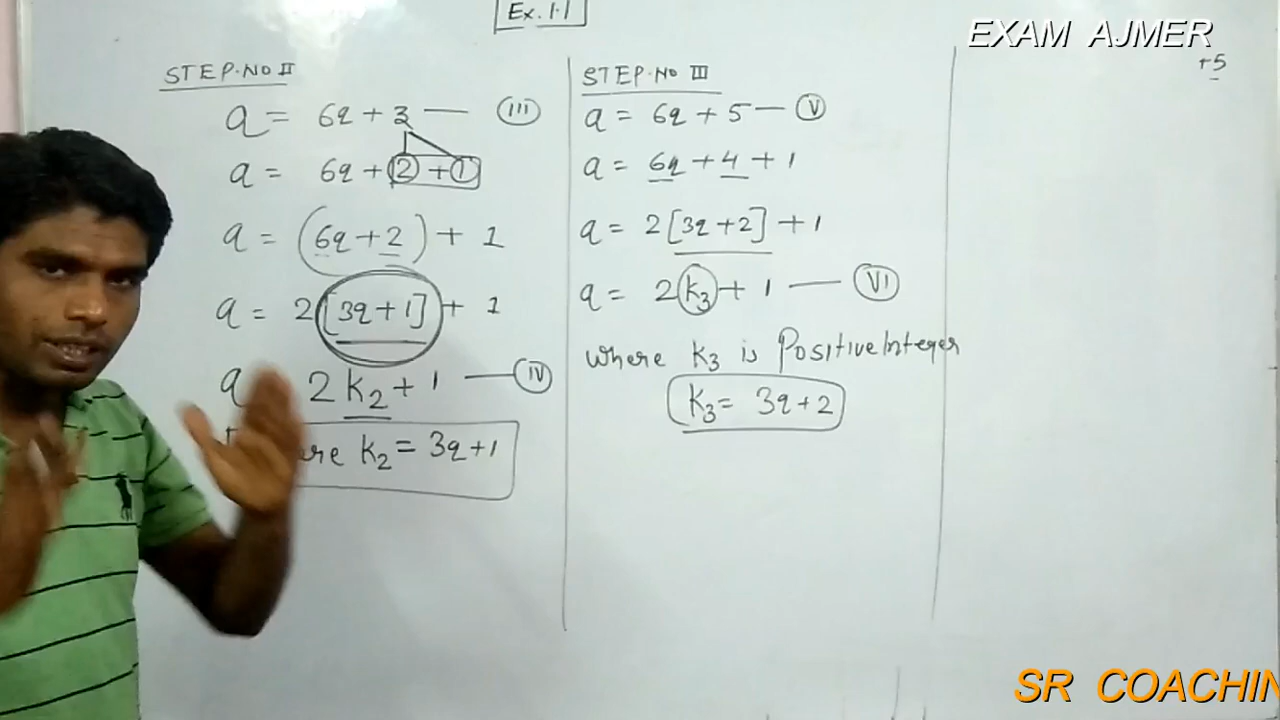 Ex. 1.1
EXAM AJMER
+5
STEP.NO II
a = 6q + 3 — (III)
a = 6q + 2 + 1
a = (6q + 2) + 1
a = 2[3q + 1] + 1
a 2 k₂ + 1 — (IV)
re k₂ = 3q + 1
STEP.NO III
a = 6q + 5 — (V)
a = 6q + 4 + 1
a = 2[3q + 2] + 1
a = 2 k₃ + 1 — (VI)
where k₃ is Positive Integer
k₃ = 3q + 2
SR COACHIN